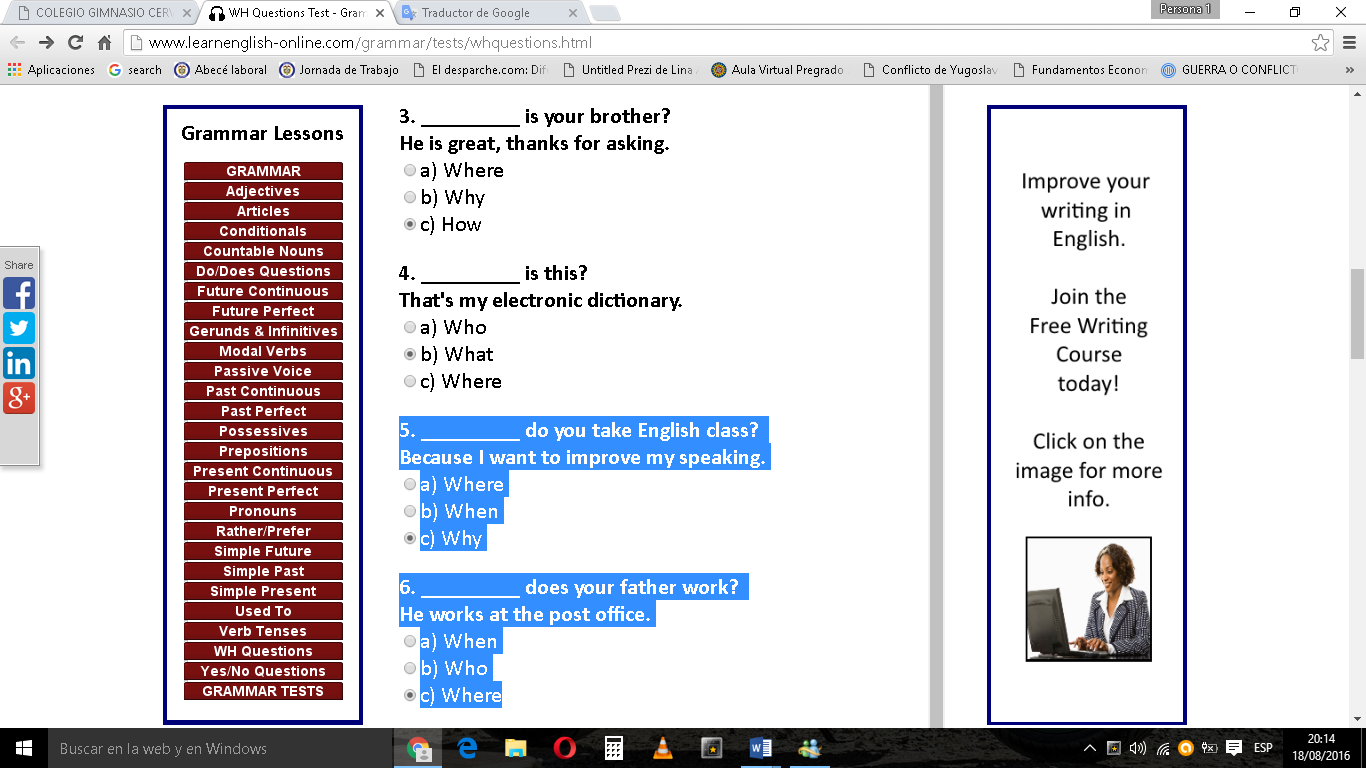 COLEGIO GIMNASIO CER
WH Questions Test - Gran
Traductor de Google
Persona 1
www.learnenglish-online.com/grammar/tests/whquestions.html
Aplicaciones
search
Abecé laboral
Jornada de Trabajo
El desparche.com: Dif
Untitled Prezi de Lina
Aula Virtual Pregrado
Conflicto de Yugoslav
Fundamentos Econon
GUERRA O CONFLICT
»
Share
Grammar Lessons
GRAMMAR
Adjectives
Articles
Conditionals
Countable Nouns
Do/Does Questions
Future Continuous
Future Perfect
Gerunds & Infinitives
Modal Verbs
Passive Voice
Past Continuous
Past Perfect
Possessives
Prepositions
Present Continuous
Present Perfect
Pronouns
Rather/Prefer
Simple Future
Simple Past
Simple Present
Used To
Verb Tenses
WH Questions
Yes/No Questions
GRAMMAR TESTS
3. _________ is your brother?
He is great, thanks for asking.
a) Where
b) Why
c) How
4. _________ is this?
That's my electronic dictionary.
a) Who
b) What
c) Where
5. _________ do you take English class?
Because I want to improve my speaking.
a) Where
b) When
c) Why
6. _________ does your father work?
He works at the post office.
a) When
b) Who
c) Where
Improve your
writing in
English.
Join the
Free Writing
Course
today!
Click on the
image for more
info.
Buscar en la web y en Windows
ESP
20:14
18/08/2016